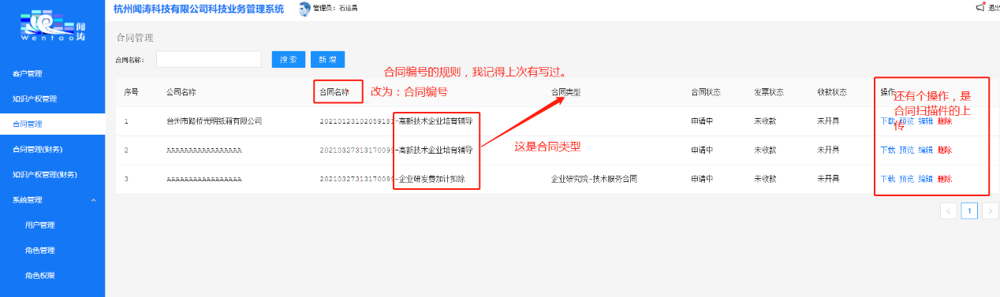 杭州闻涛科技有限公司科技业务管理系统
管理员：石运昌
退出
闻涛
Wentao
客户管理
知识产权管理
合同管理
合同管理(财务)
知识产权管理(财务)
系统管理
用户管理
角色管理
角色权限
合同管理
合同名称：
搜 索
新 增
合同编号的规则，我记得上次有写过。
改为：合同编号
序号 公司名称 合同名称 合同类型 合同状态 发票状态 收款状态 操作
还有个操作，是
合同扫描件的上
传
1 台州市路桥光明纸箱有限公司 20210123102059181-高新技术企业培育辅导 申请中 未收款 未开具 下载 预览 编辑 删除
这是合同类型
2 AAAAAAAAAAAAAAAAA 20210327313170099-高新技术企业培育辅导 申请中 未收款 未开具 下载 预览 编辑 删除
3 AAAAAAAAAAAAAAAAA 20210327313170099-企业研发费加计扣除 企业研究院-技术服务合同 申请中 未收款 未开具 下载 预览 编辑 删除
< 1 >